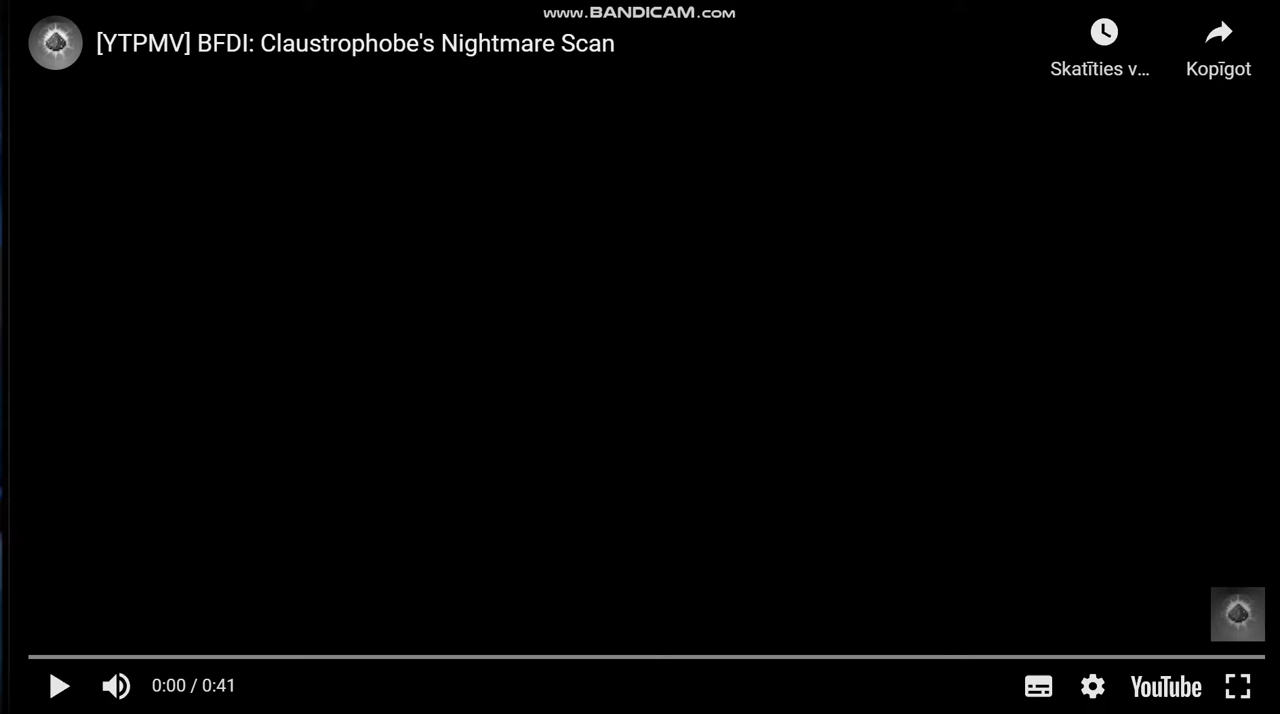 www.BANDICAM.com
[YTPMV] BFDI: Claustrophobe's Nightmare Scan
Skatīties v...
Kopīgot
0:00 / 0:41
YouTube